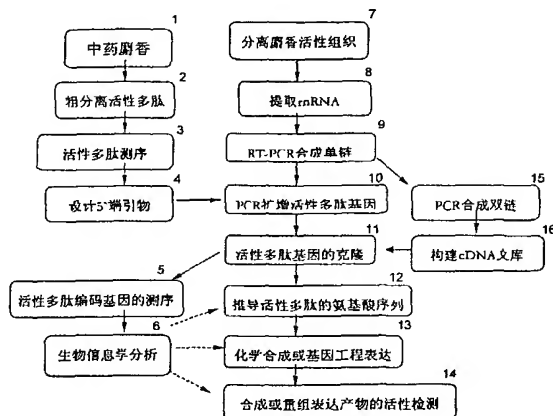 1
中药麝香
2
粗分离活性多肽
3
活性多肽测序
4
设计5'端引物
7
分离麝香活性组织
8
提取mRNA
9
RT-PCR合成单链
10
PCR扩增活性多肽基因
11
活性多肽基因的克隆
15
PCR合成双链
16
构建cDNA文库
5
活性多肽编码基因的测序
6
生物信息学分析
12
推导活性多肽的氨基酸序列
13
化学合成或基因工程表达
14
合成或重组表达产物的活性检测